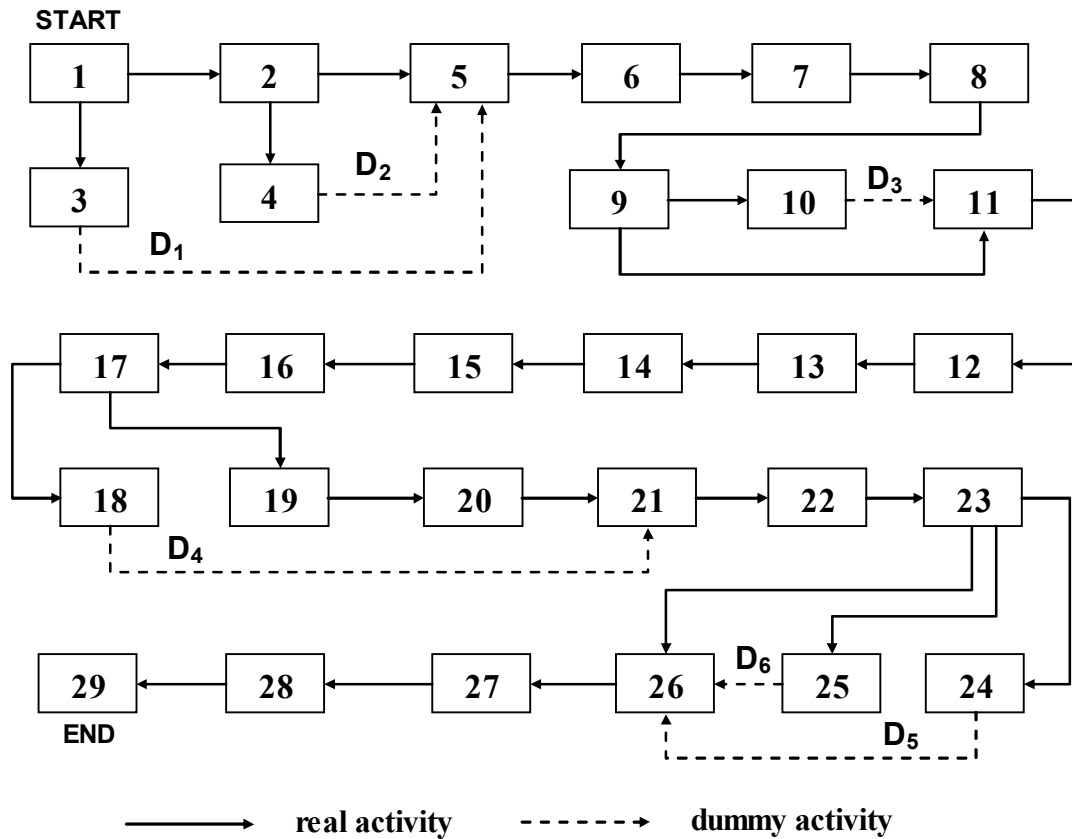 START
1 2 5 6 7 8
3 4 D₂ 9 10 D₃ 11
D₁
17 16 15 14 13 12
18 19 20 21 22 23
D₄
29 28 27 26 D₆ 25 24
END D₅
real activity dummy activity